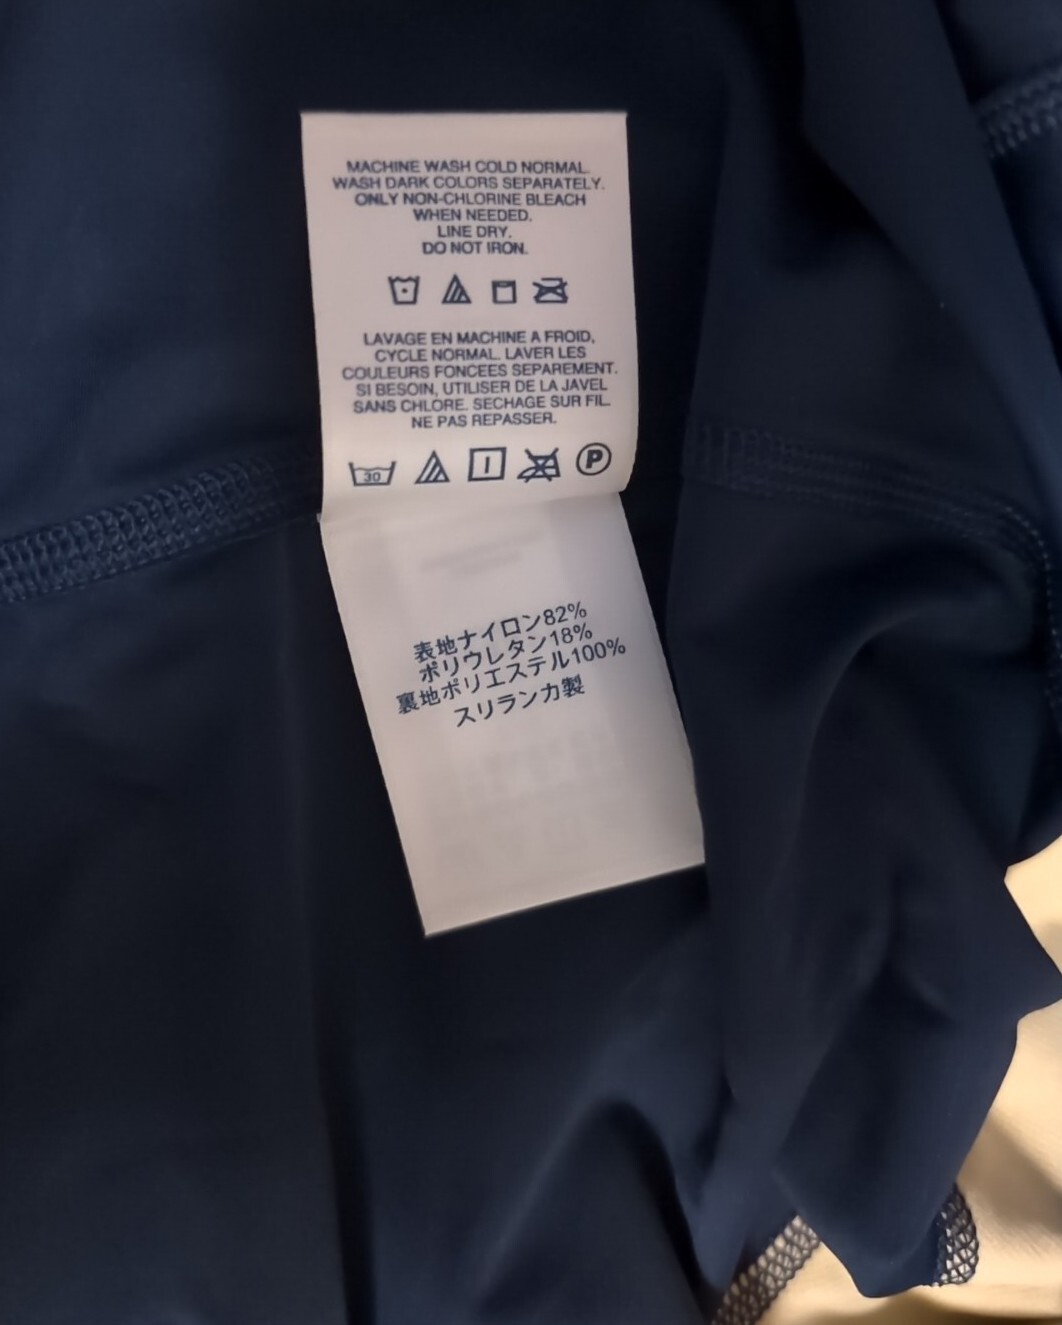 MACHINE WASH COLD NORMAL.
WASH DARK COLORS SEPARATELY.
ONLY NON-CHLORINE BLEACH
WHEN NEEDED.
LINE DRY.
DO NOT IRON.
LAVAGE EN MACHINE A FROID,
CYCLE NORMAL. LAVER LES
COULEURS FONCEES SEPAREMENT.
SI BESOIN, UTILISER DE LA JAVEL
SANS CHLORE. SECHAGE SUR FIL.
NE PAS REPASSER.
30 P
表地ナイロン82%
ポリウレタン18%
裏地ポリエステル100%
スリランカ製